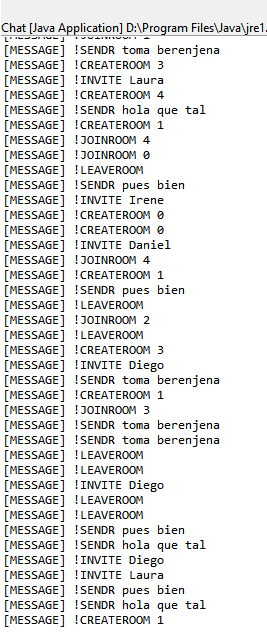 Chat [Java Application] D:\Program Files\Java\jre1.
[MESSAGE] !JOINROOM 1
[MESSAGE] !SENDR toma berenjena
[MESSAGE] !CREATEROOM 3
[MESSAGE] !INVITE Laura
[MESSAGE] !CREATEROOM 4
[MESSAGE] !SENDR hola que tal
[MESSAGE] !CREATEROOM 1
[MESSAGE] !JOINROOM 4
[MESSAGE] !JOINROOM 0
[MESSAGE] !LEAVEROOM
[MESSAGE] !SENDR pues bien
[MESSAGE] !INVITE Irene
[MESSAGE] !CREATEROOM 0
[MESSAGE] !CREATEROOM 0
[MESSAGE] !INVITE Daniel
[MESSAGE] !JOINROOM 4
[MESSAGE] !CREATEROOM 1
[MESSAGE] !SENDR pues bien
[MESSAGE] !LEAVEROOM
[MESSAGE] !JOINROOM 2
[MESSAGE] !LEAVEROOM
[MESSAGE] !CREATEROOM 3
[MESSAGE] !INVITE Diego
[MESSAGE] !SENDR toma berenjena
[MESSAGE] !CREATEROOM 1
[MESSAGE] !JOINROOM 3
[MESSAGE] !SENDR toma berenjena
[MESSAGE] !SENDR toma berenjena
[MESSAGE] !LEAVEROOM
[MESSAGE] !LEAVEROOM
[MESSAGE] !INVITE Diego
[MESSAGE] !LEAVEROOM
[MESSAGE] !LEAVEROOM
[MESSAGE] !SENDR pues bien
[MESSAGE] !SENDR hola que tal
[MESSAGE] !INVITE Diego
[MESSAGE] !INVITE Laura
[MESSAGE] !SENDR pues bien
[MESSAGE] !SENDR hola que tal
[MESSAGE] !CREATEROOM 1